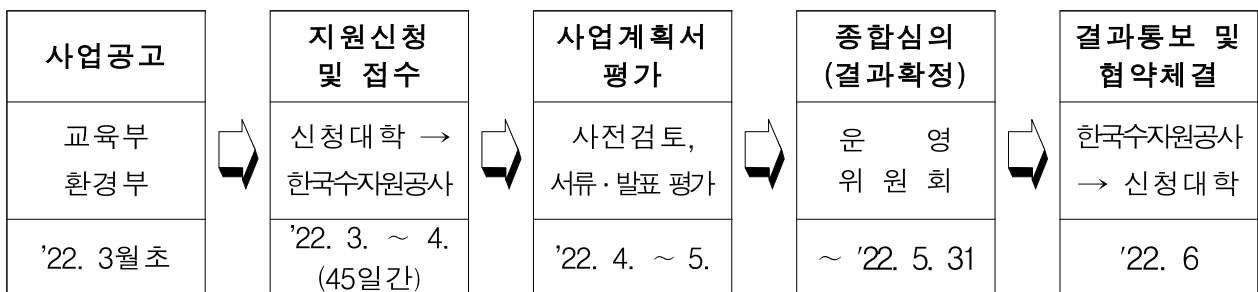 사업공고
교육부
환경부
'22. 3월초
지원신청
및 접수
신청대학 →
한국수자원공사
'22. 3. ~ 4.
(45일간)
사업계획서
평가
사전검토,
서류·발표 평가
'22. 4. ~ 5.
종합심의
(결과확정)
운 영
위 원 회
~ '22. 5. 31
결과통보 및
협약체결
한국수자원공사
→ 신청대학
'22. 6